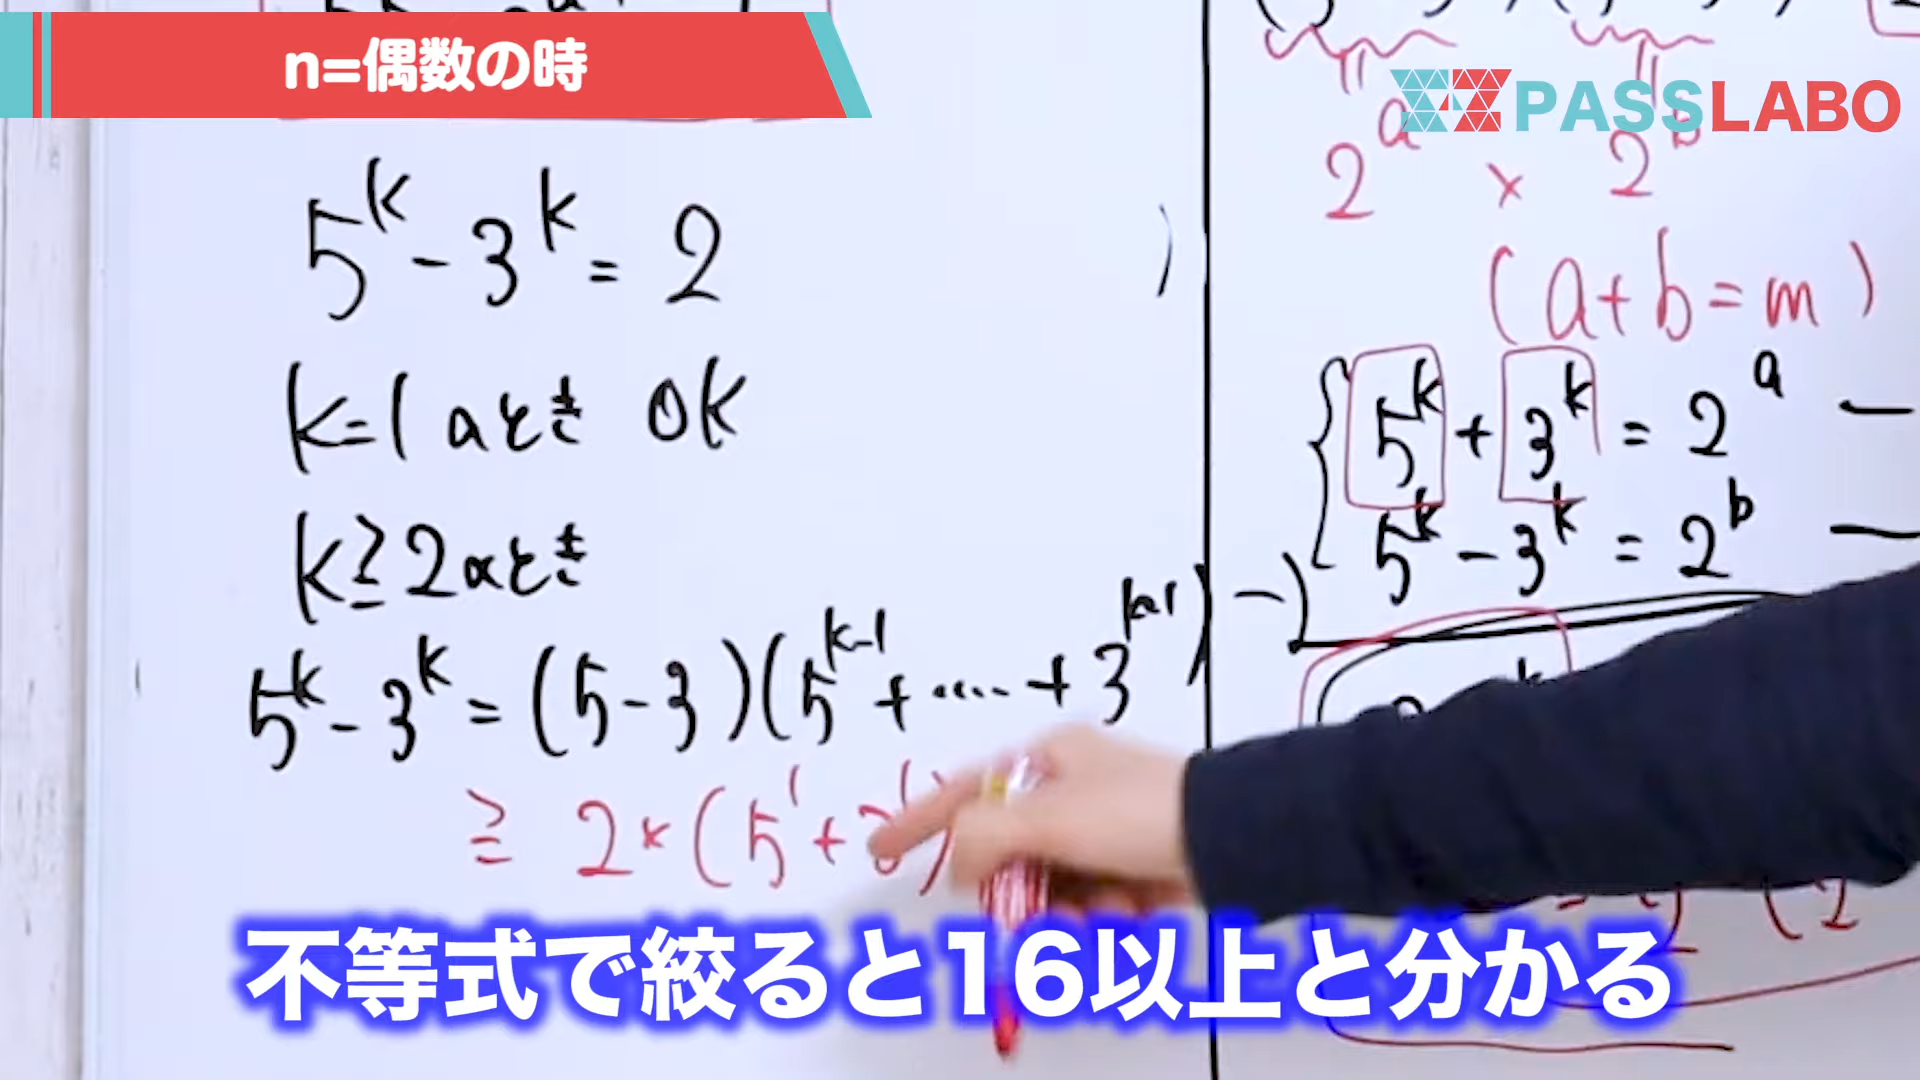 n=偶数の時
PASSLABO
5^k - 3^k = 2
k=1のとき OK
k≧2のとき
5^k - 3^k = (5-3)(5^{k-1} + ..... + 3^{k-1})
≧ 2×(5^1 + 3^1)
2^a × 2^b
(a+b=m)
5^k + 3^k = 2^a
-) 5^k - 3^k = 2^b
不等式で絞ると16以上と分かる